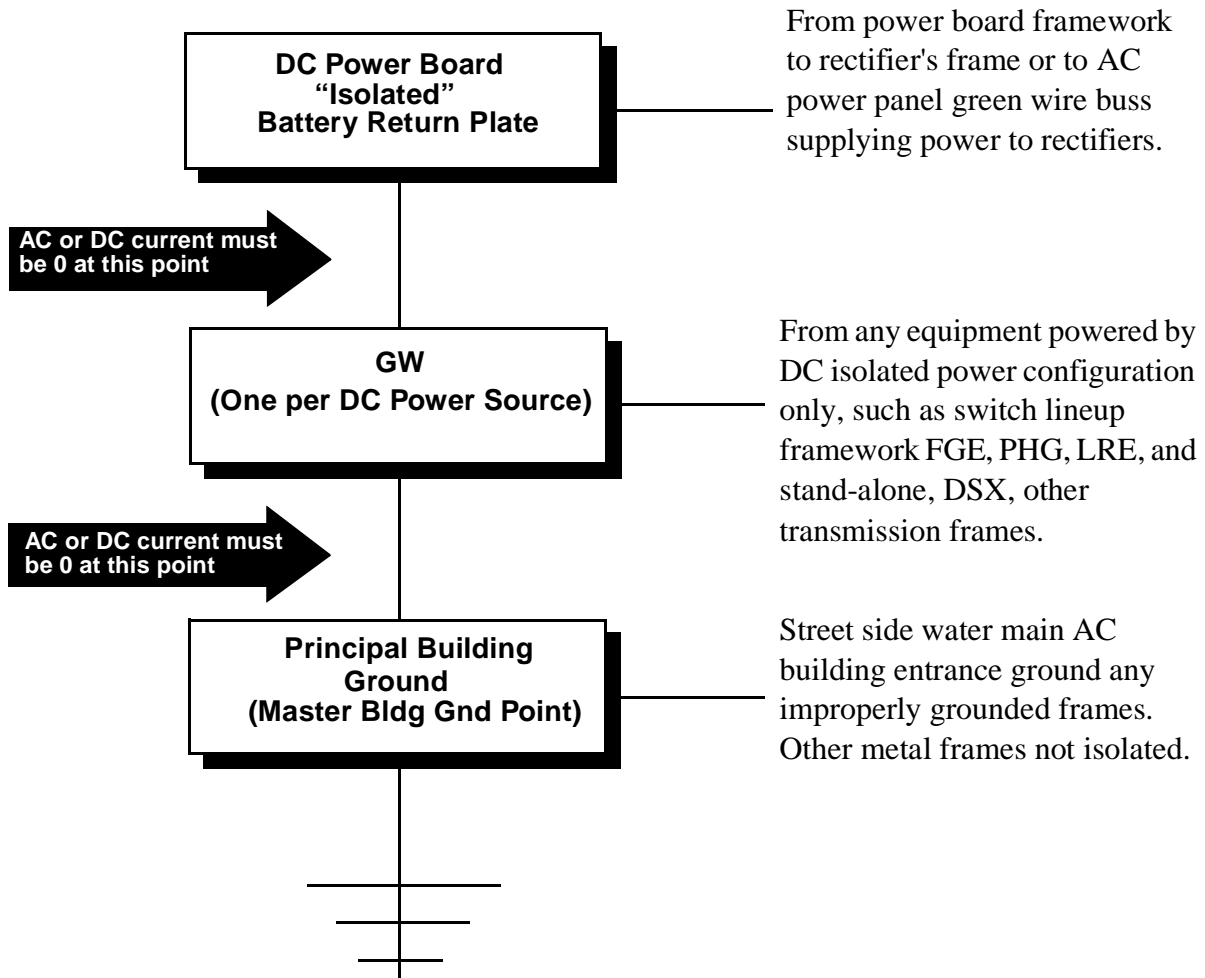 DC Power Board
“Isolated”
Battery Return Plate
From power board framework
to rectifier's frame or to AC
power panel green wire buss
supplying power to rectifiers.
AC or DC current must
be 0 at this point
GW
(One per DC Power Source)
From any equipment powered by
DC isolated power configuration
only, such as switch lineup
framework FGE, PHG, LRE, and
stand-alone, DSX, other
transmission frames.
AC or DC current must
be 0 at this point
Principal Building
Ground
(Master Bldg Gnd Point)
Street side water main AC
building entrance ground any
improperly grounded frames.
Other metal frames not isolated.